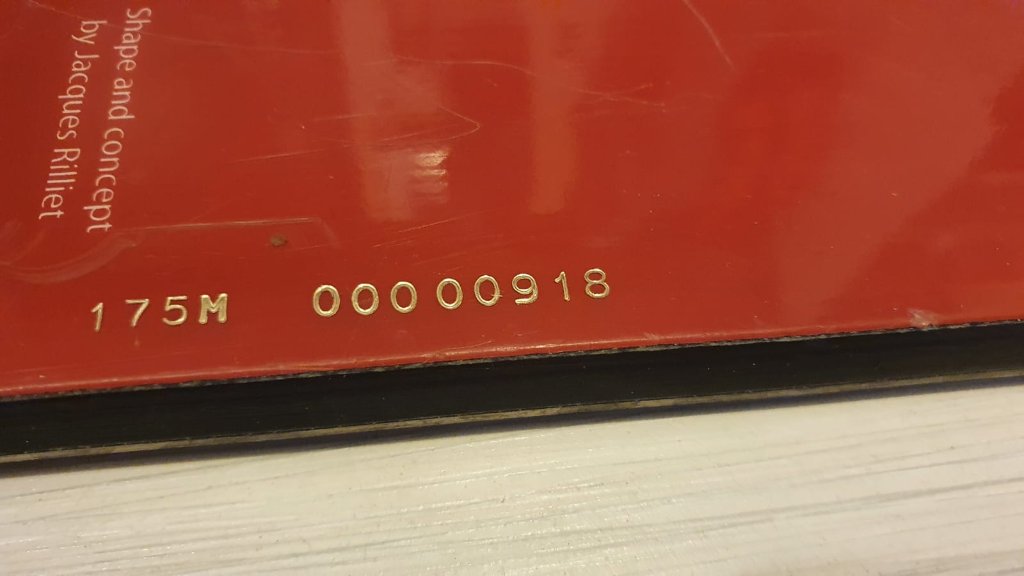 Shape and concept
by Jacques Rilliet
175M 00000918